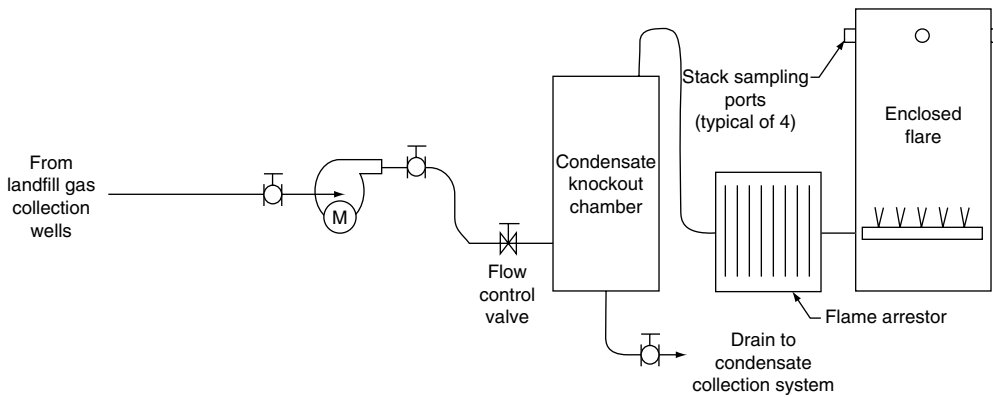 From
landfill gas
collection
wells
M
Flow
control
valve
Condensate
knockout
chamber
Stack sampling
ports
(typical of 4)
Enclosed
flare
Flame arrestor
Drain to
condensate
collection system